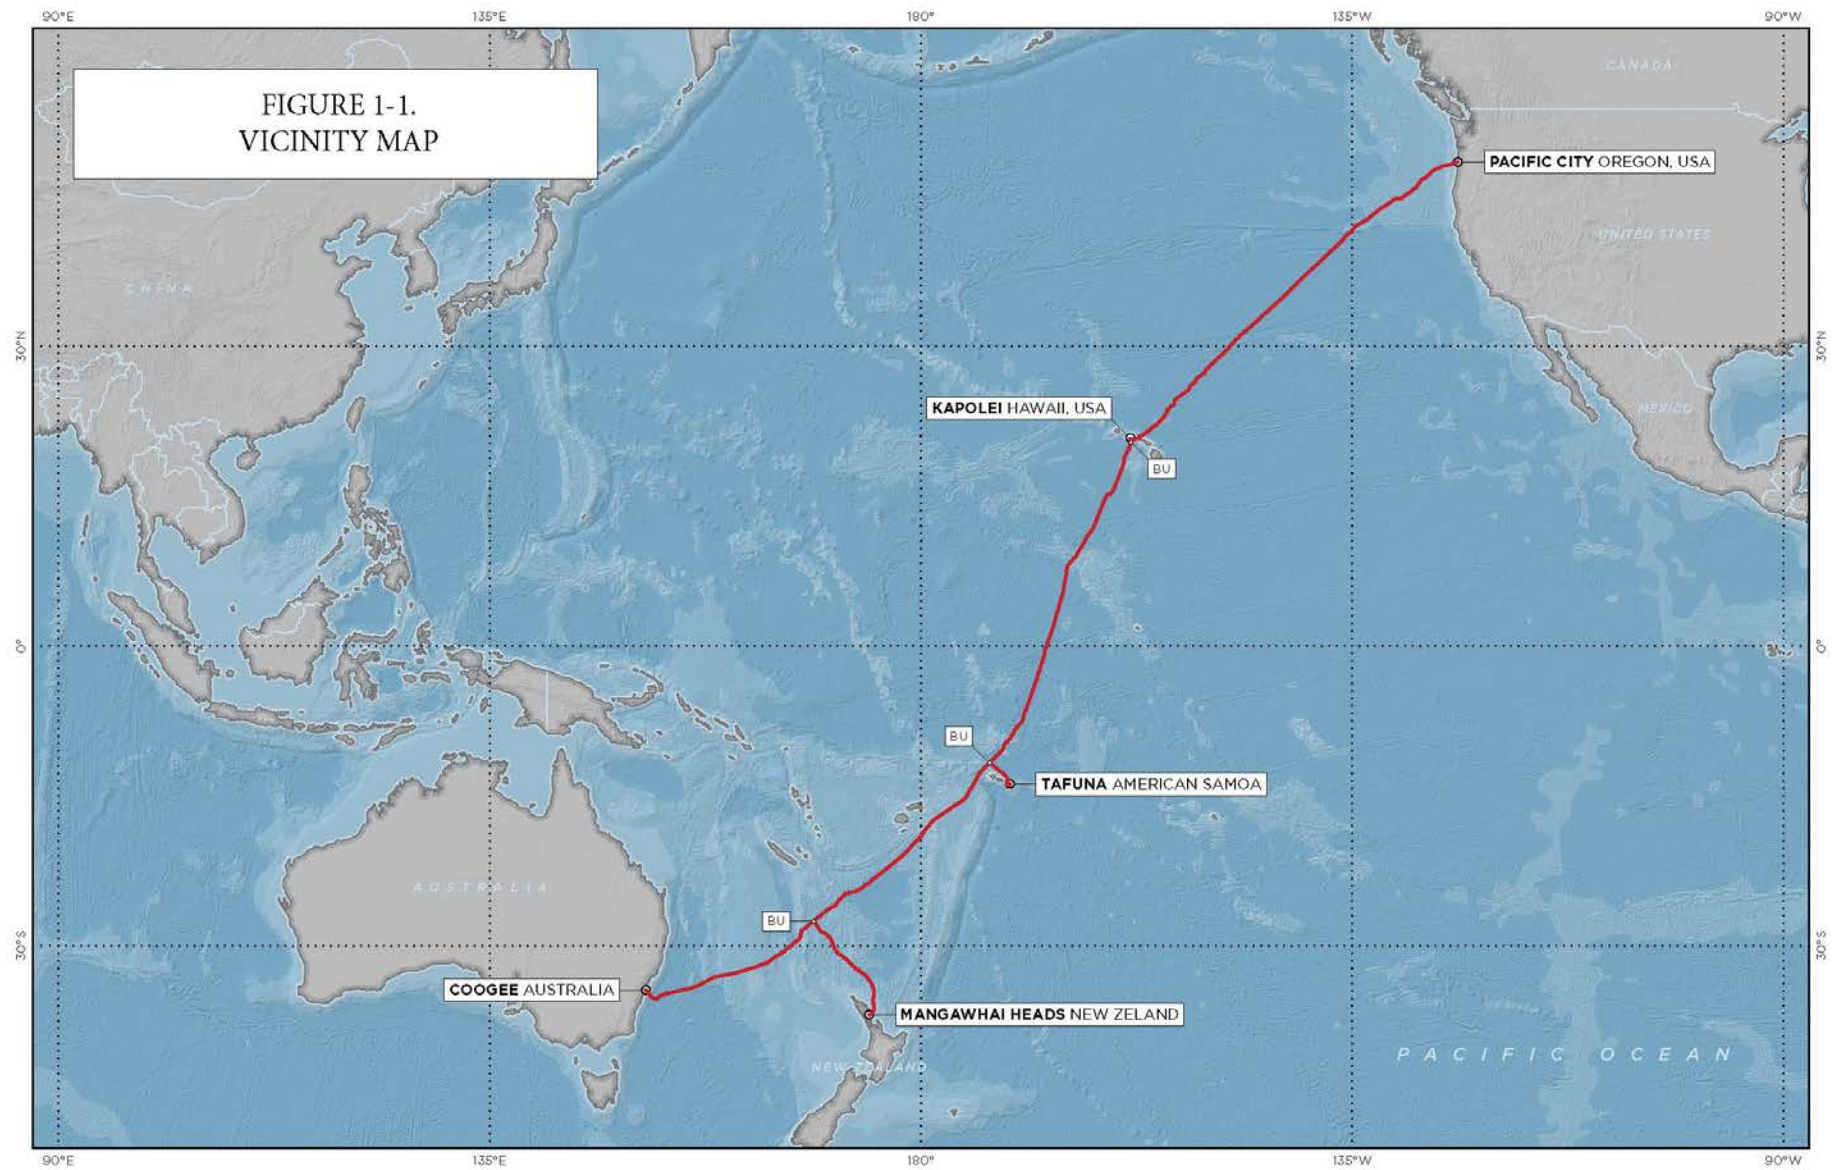 90°E 135°E 180° 135°W 90°W
FIGURE 1-1.
VICINITY MAP
CANADA
PACIFIC CITY OREGON, USA
UNITED STATES
CHINA
30°N 30°N
KAPOLEI HAWAII, USA
MEXICO
BU
0° 0°
BU
TAFUNA AMERICAN SAMOA
AUSTRALIA
BU
30°S 30°S
COOGEE AUSTRALIA
MANGAWHAI HEADS NEW ZELAND
PACIFIC OCEAN
NEW ZEALAND
90°E 135°E 180° 135°W 90°W